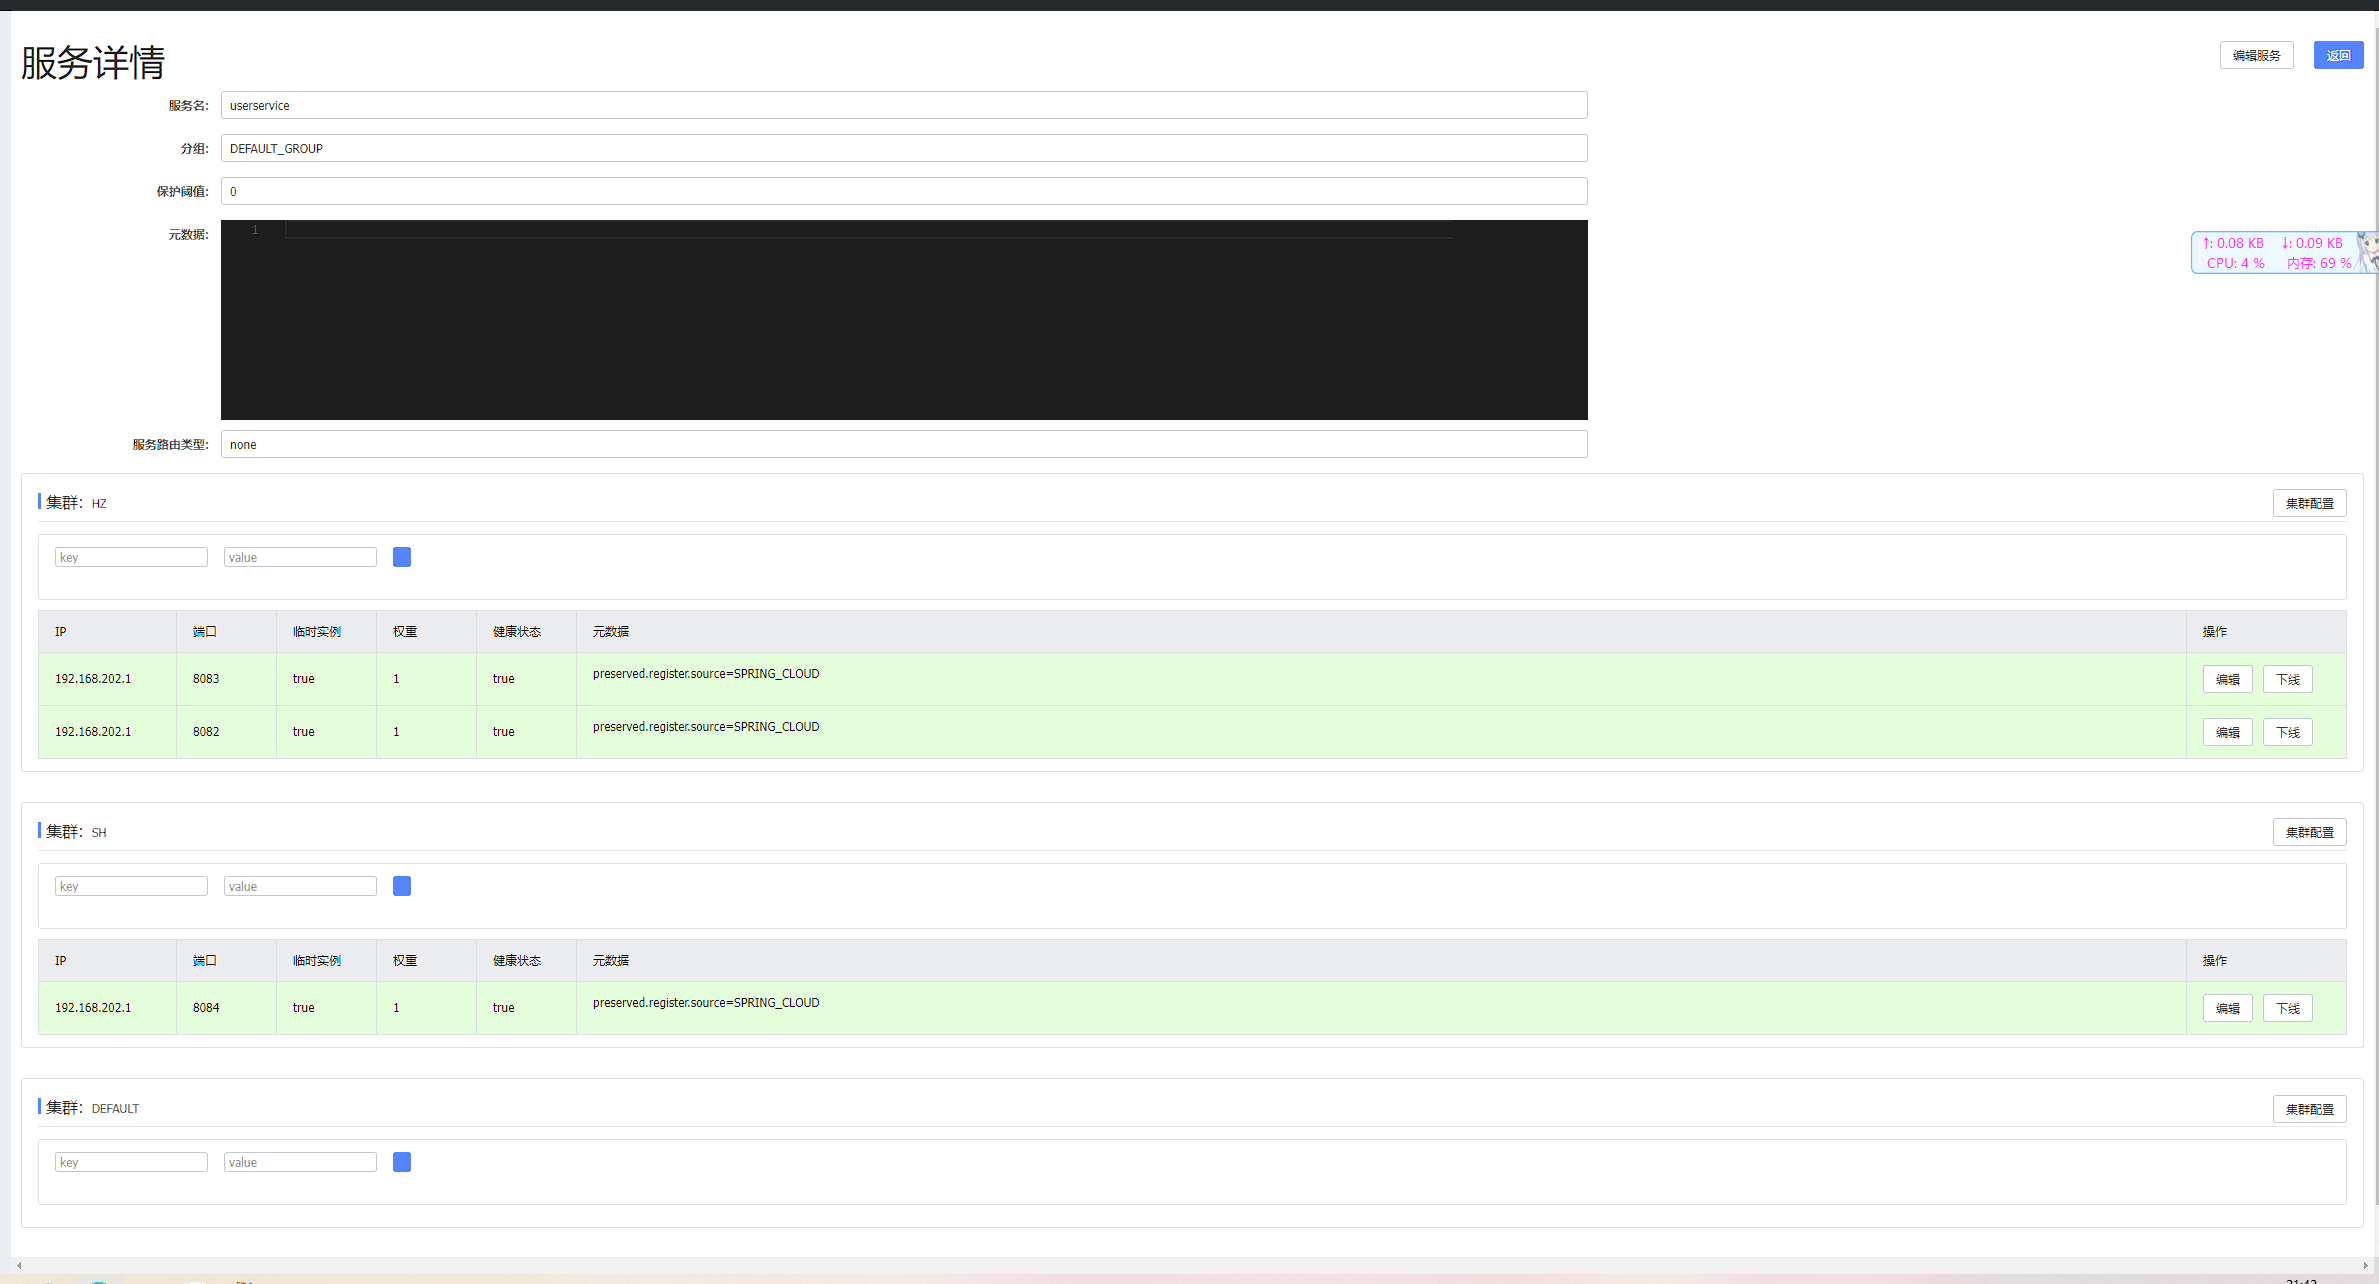 服务详情
编辑服务 返回
服务名: userservice
分组: DEFAULT_GROUP
保护阈值: 0
元数据: 1
↑: 0.08 KB ↓: 0.09 KB
CPU: 4 % 内存: 69 %
服务路由类型: none
集群: HZ 集群配置
key value
IP 端口 临时实例 权重 健康状态 元数据 操作
192.168.202.1 8083 true 1 true preserved.register.source=SPRING_CLOUD 编辑 下线
192.168.202.1 8082 true 1 true preserved.register.source=SPRING_CLOUD 编辑 下线
集群: SH 集群配置
key value
IP 端口 临时实例 权重 健康状态 元数据 操作
192.168.202.1 8084 true 1 true preserved.register.source=SPRING_CLOUD 编辑 下线
集群: DEFAULT 集群配置
key value